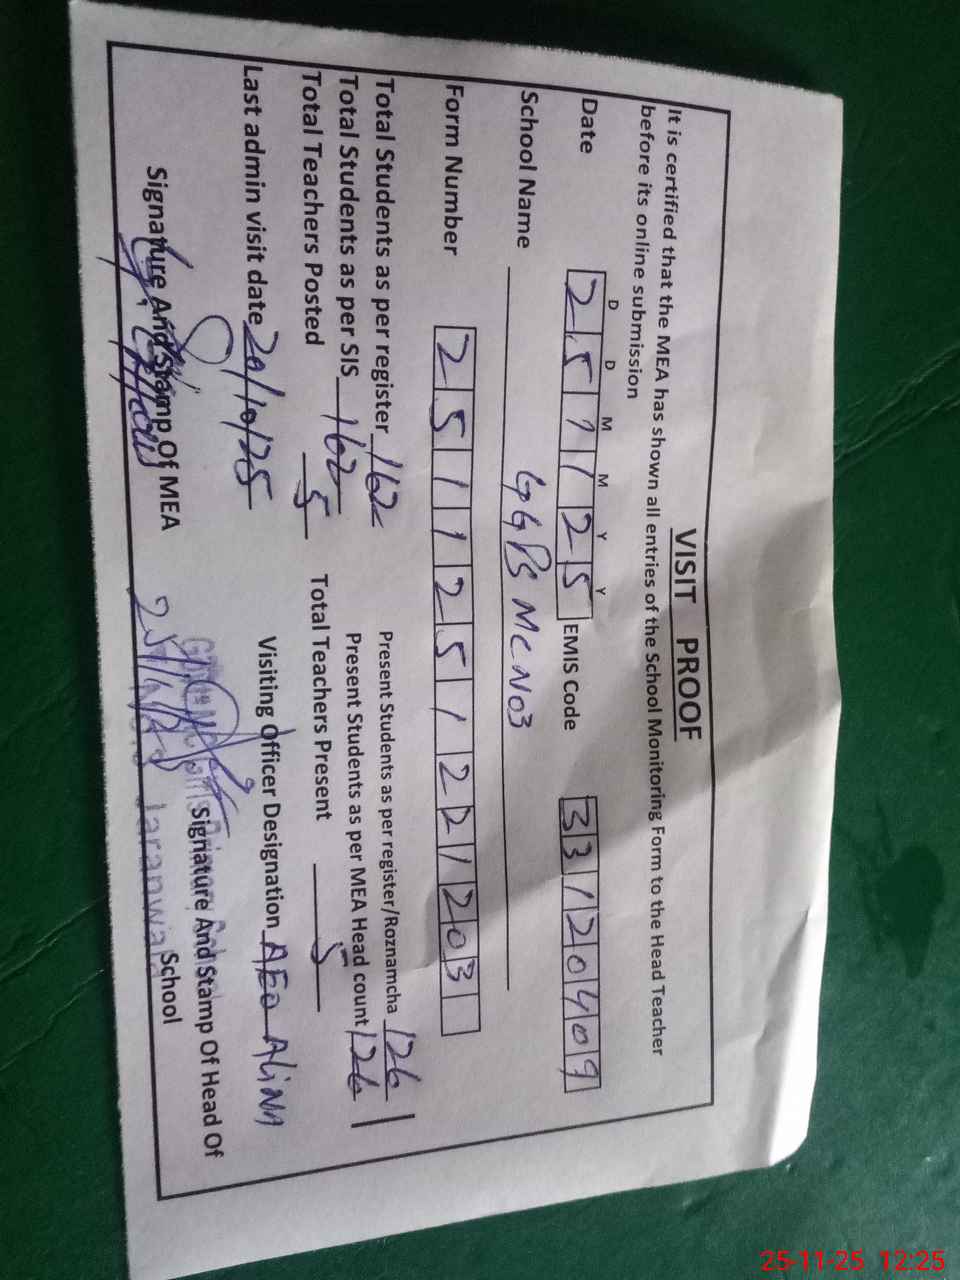 VISIT PROOF
It is certified that the MEA has shown all entries of the School Monitoring Form to the Head Teacher
before its online submission
D D M M Y Y
Date 2 5 1 1 2 5 EMIS Code 3 3 1 2 0 4 0 9
School Name GGPS MC NO3
Form Number 2 5 1 1 2 5 1 2 2 1 2 0 3
Total Students as per register 162 Present Students as per register/Roznamcha 126
Total Students as per SIS 162 Present Students as per MEA Head count 126
Total Teachers Posted 5 Total Teachers Present 5
Last admin visit date 20/10/25 Visiting Officer Designation AEO Alina
Signature And Stamp Of MEA Signature And Stamp Of Head Of
School
Jaranwala
25-11-25 12:25